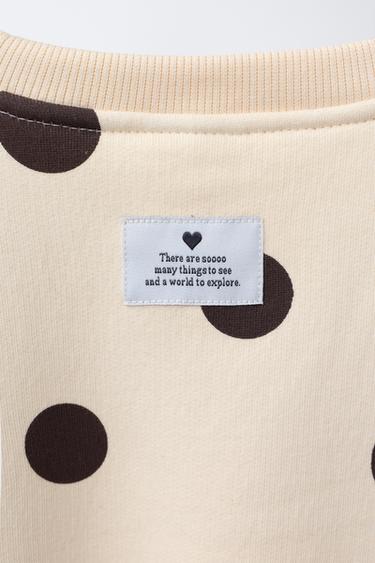 There are soooo
many things to see
and a world to explore.